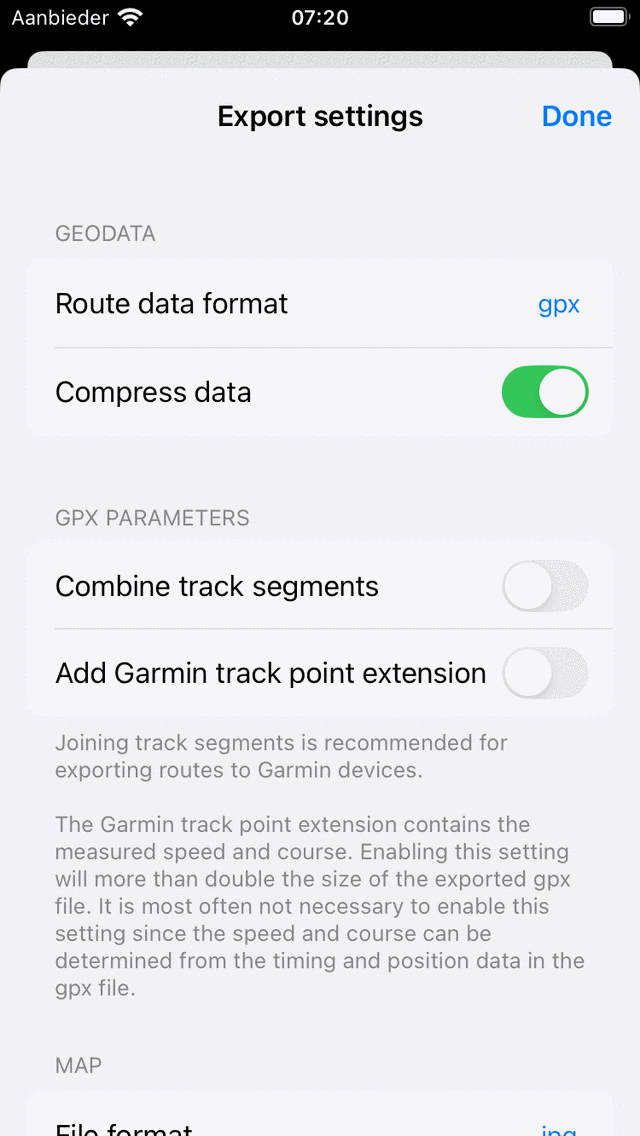 Aanbieder 07:20
Export settings Done
GEODATA
Route data format gpx
Compress data
GPX PARAMETERS
Combine track segments
Add Garmin track point extension
Joining track segments is recommended for
exporting routes to Garmin devices.
The Garmin track point extension contains the
measured speed and course. Enabling this setting
will more than double the size of the exported gpx
file. It is most often not necessary to enable this
setting since the speed and course can be
determined from the timing and position data in the
gpx file.
MAP
File format jpg